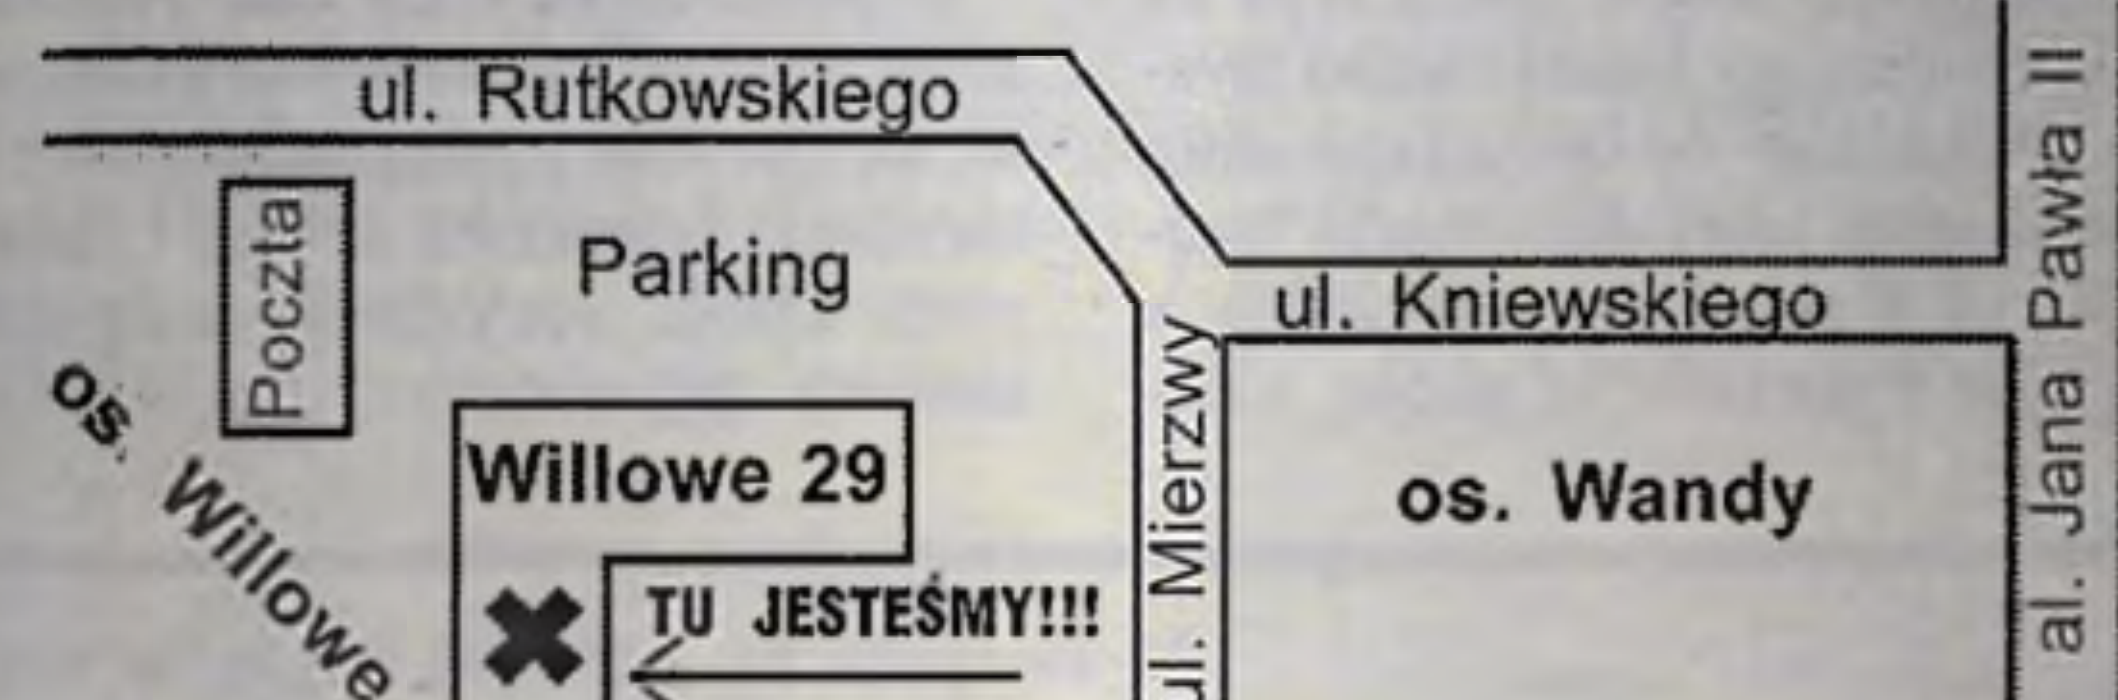 ul. Rutkowskiego
al. Jana Pawła II
Poczta
Parking
ul. Kniewskiego
ul. Mierzwy
os. Willowe
Willowe 29
os. Wandy
TU JESTEŚMY!!!